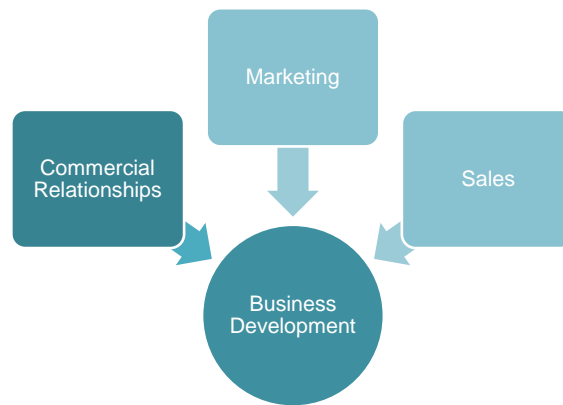 Marketing
Commercial
Relationships
Sales
Business
Development